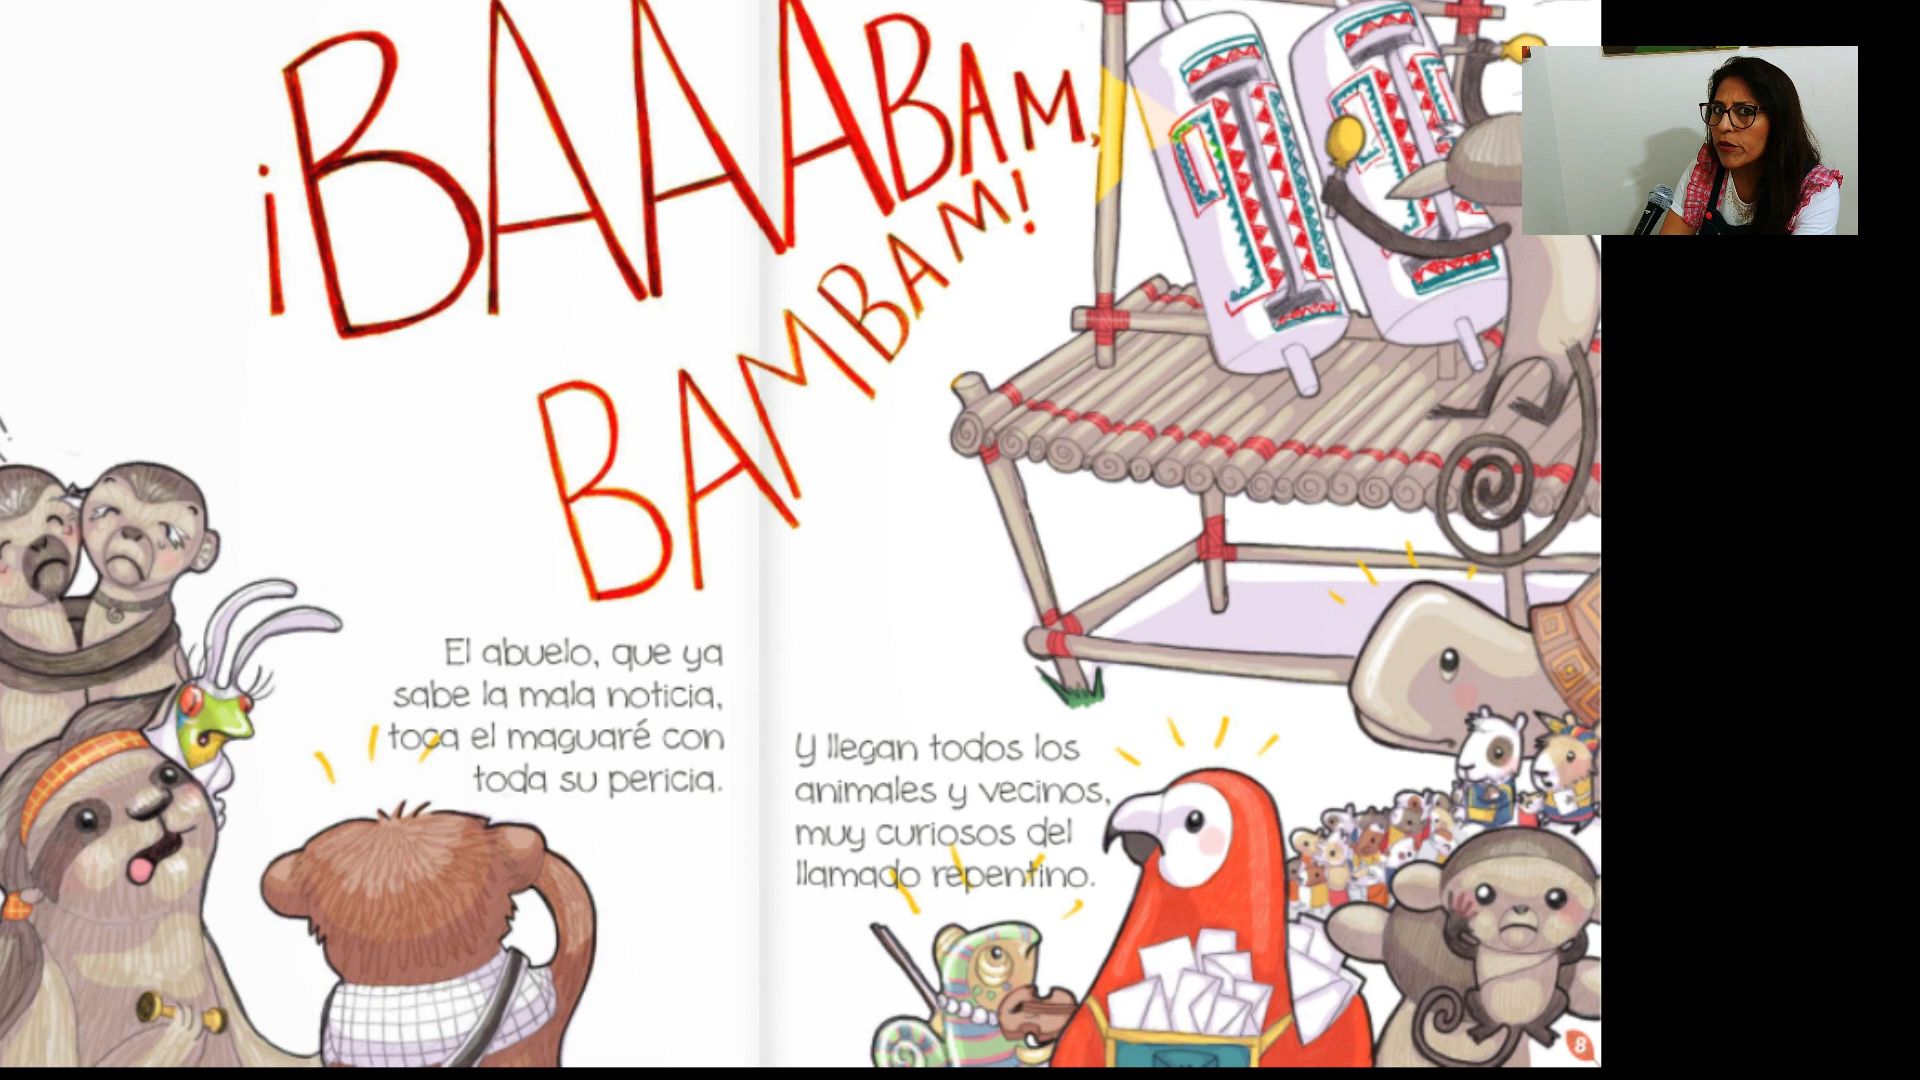 ¡BAAABAM,
BAMBAM!
El abuelo, que ya
sabe la mala noticia,
toca el maguaré con
toda su pericia.
Y llegan todos los
animales y vecinos,
muy curiosos del
llamado repentino.
8